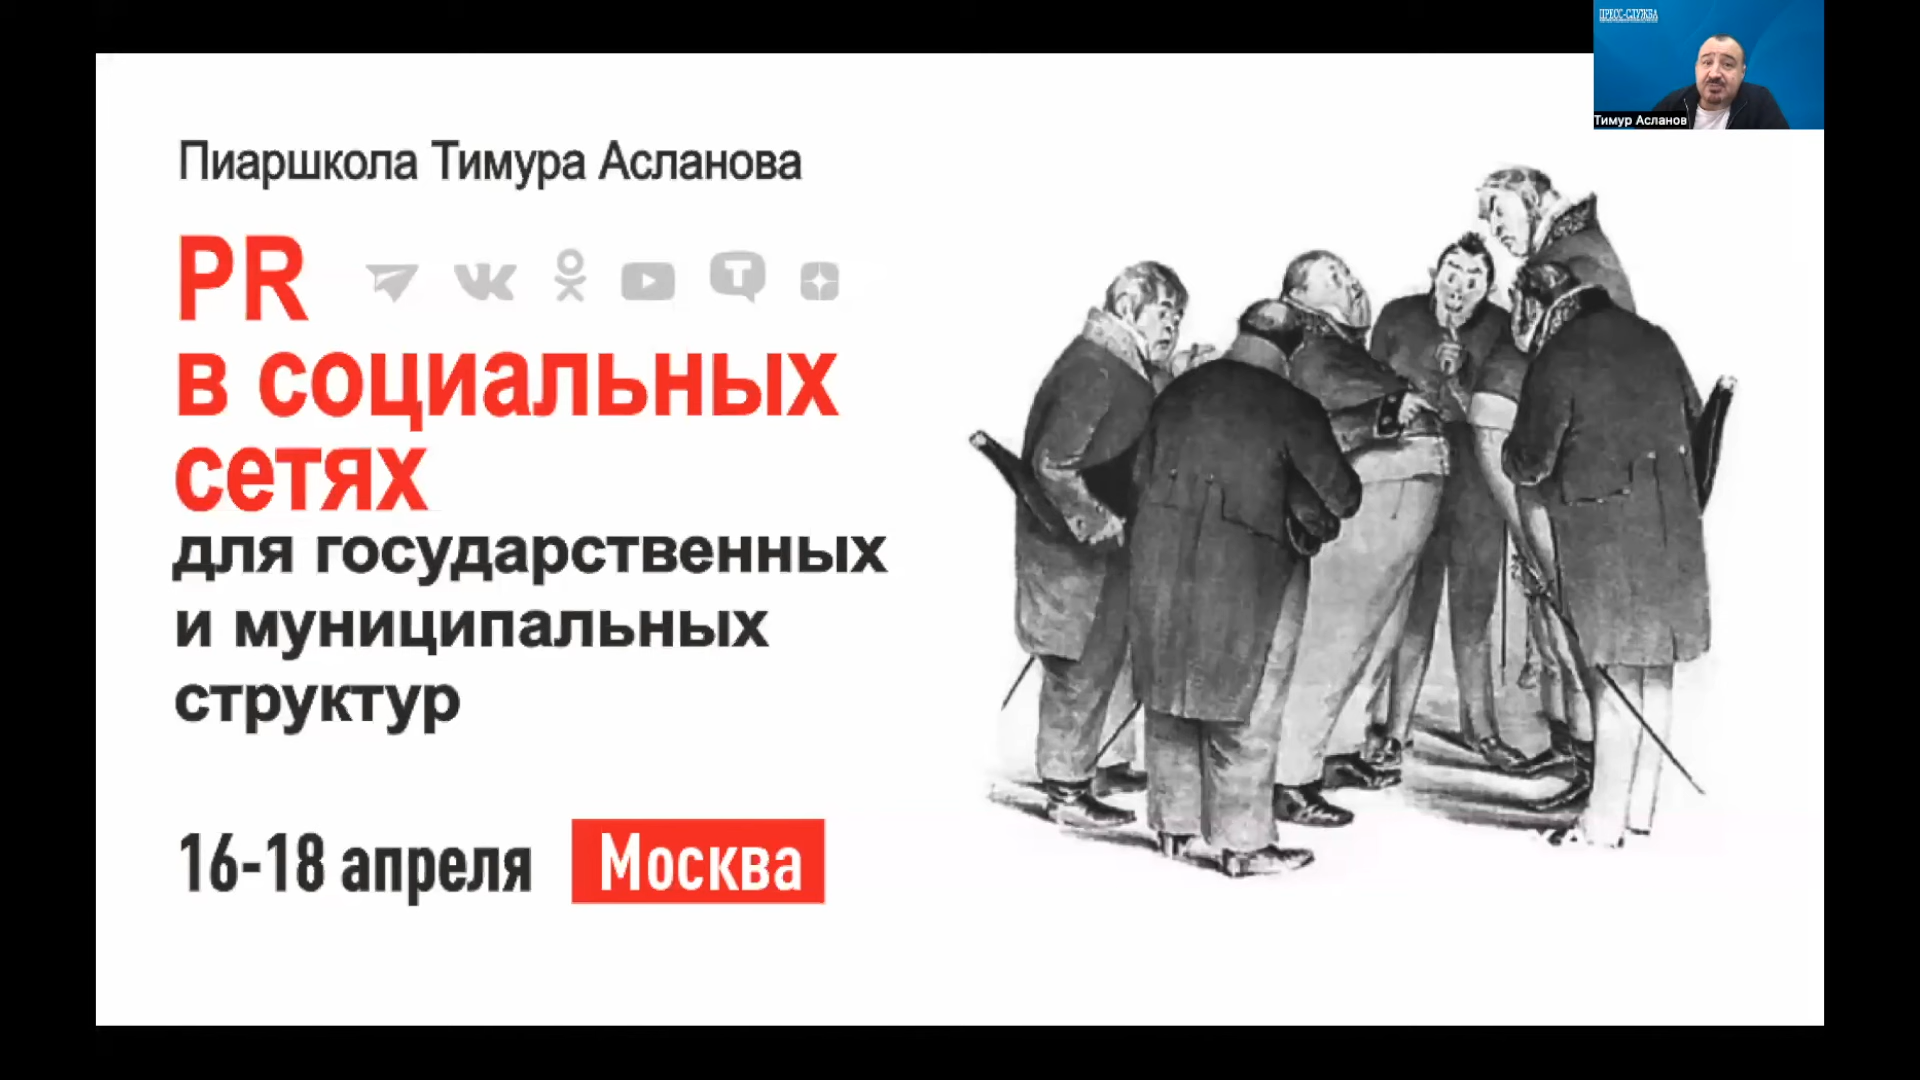 ПРЕСС-СЛУЖБА
Тимур Асланов
Пиаршкола Тимура Асланова
PR
в социальных
сетях
для государственных
и муниципальных
структур
16-18 апреля
Москва